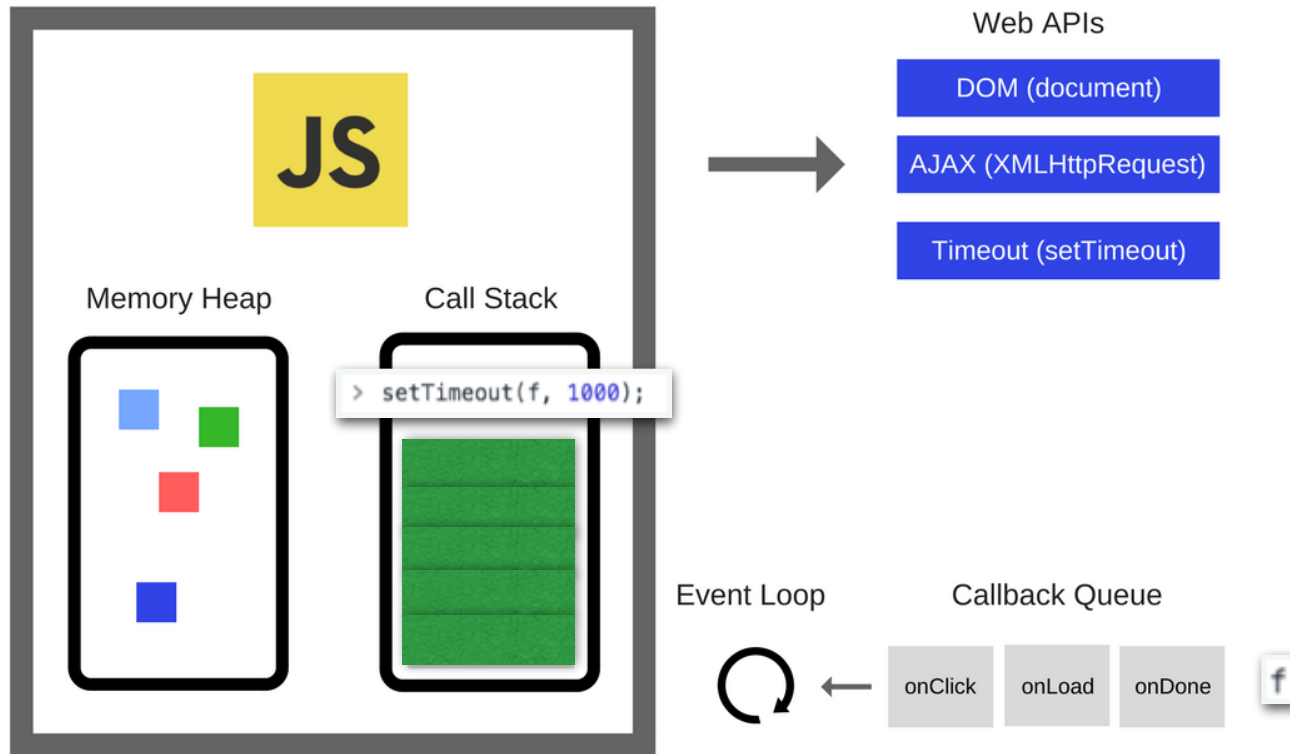 JS
Memory Heap
Call Stack
> setTimeout(f, 1000);
Web APIs
DOM (document)
AJAX (XMLHttpRequest)
Timeout (setTimeout)
Event Loop
Callback Queue
onClick onLoad onDone f